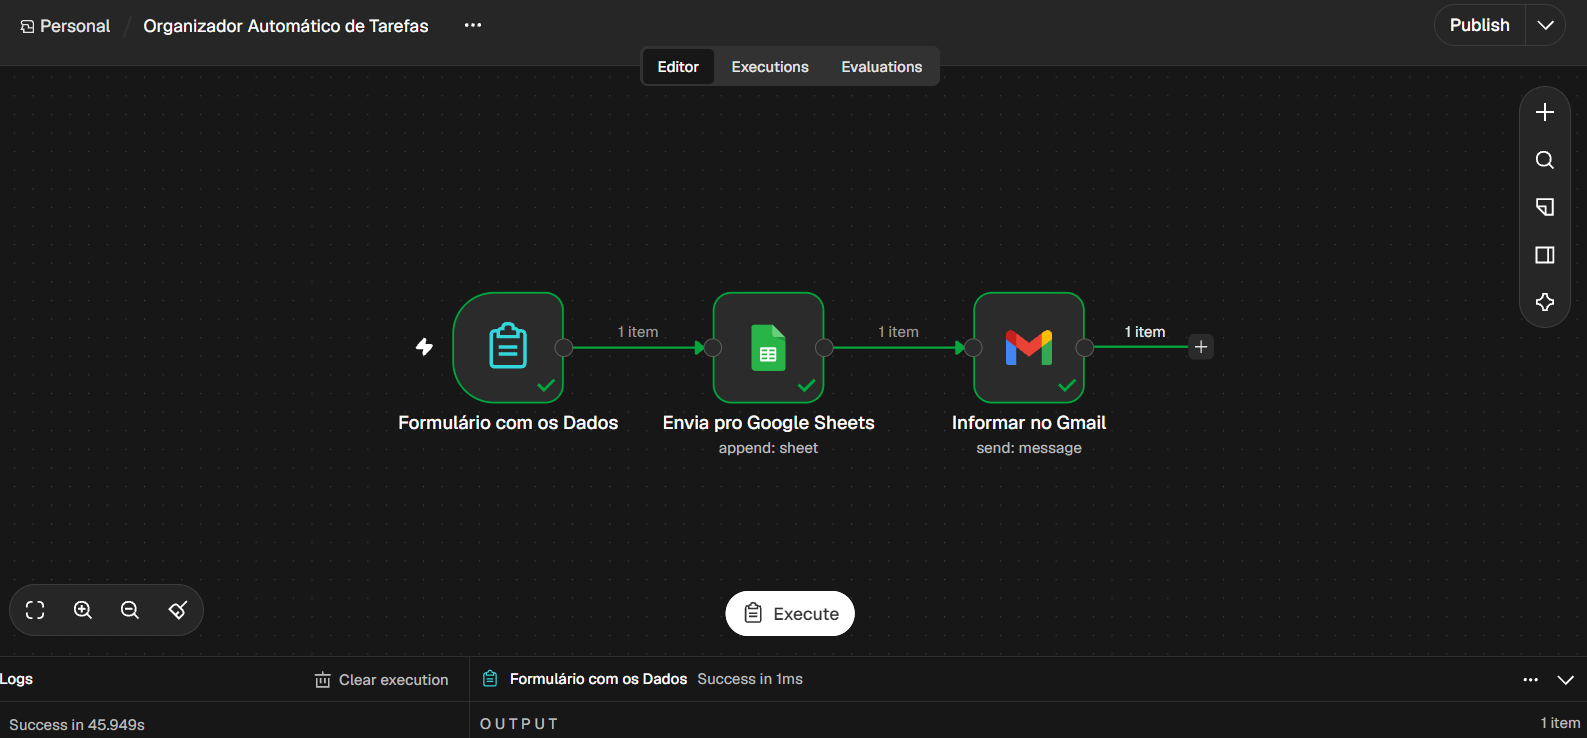 Personal / Organizador Automático de Tarefas ...
Publish
Editor Executions Evaluations
1 item 1 item 1 item
Formulário com os Dados Envia pro Google Sheets Informar no Gmail
append: sheet send: message
Execute
Logs Clear execution Formulário com os Dados Success in 1ms ...
Success in 45.949s OUTPUT 1 item